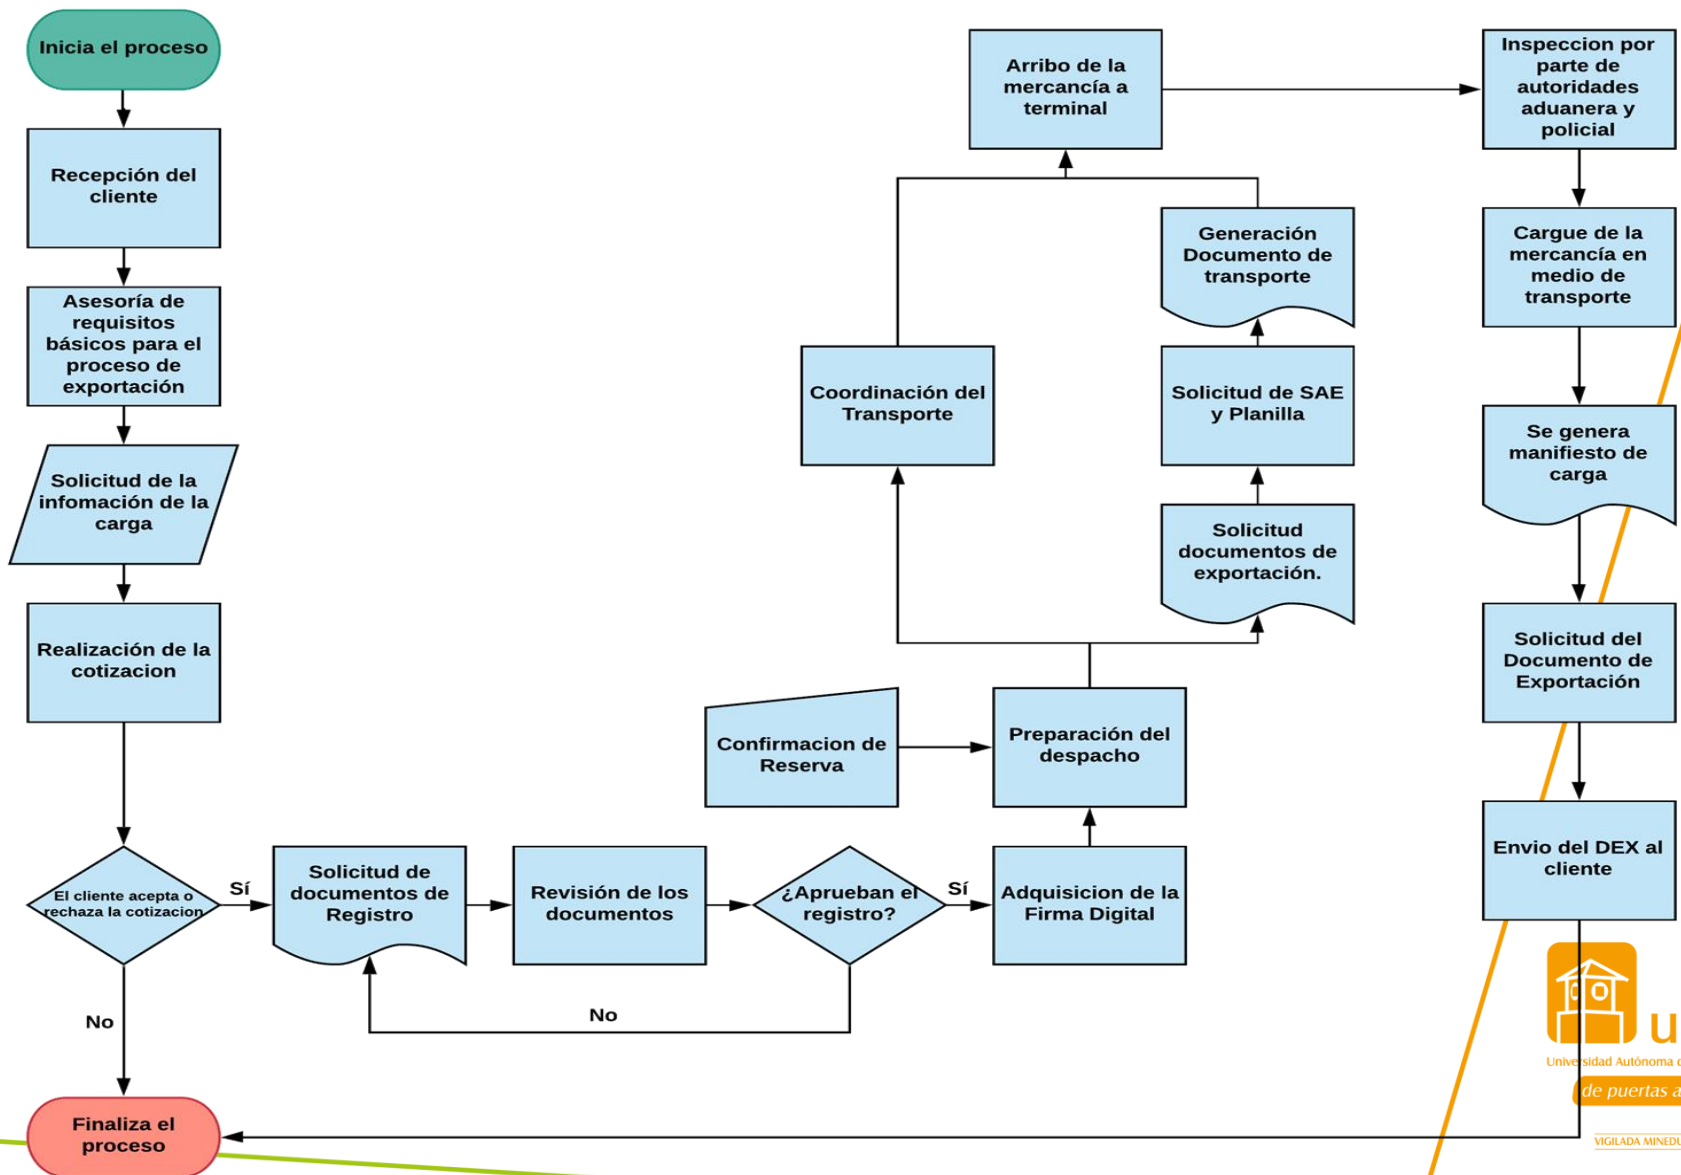 Inicia el proceso
Recepción del
cliente
Asesoría de
requisitos
básicos para el
proceso de
exportación
Solicitud de la
infomación de la
carga
Realización de la
cotizacion
El cliente acepta o
rechaza la cotizacion
Sí
No
Finaliza el
proceso
Solicitud de
documentos de
Registro
Revisión de los
documentos
¿Aprueban el
registro?
Sí
No
Adquisicion de la
Firma Digital
Confirmacion de
Reserva
Preparación del
despacho
Coordinación del
Transporte
Solicitud
documentos de
exportación.
Solicitud de SAE
y Planilla
Generación
Documento de
transporte
Arribo de la
mercancía a
terminal
Inspeccion por
parte de
autoridades
aduanera y
policial
Cargue de la
mercancía en
medio de
transporte
Se genera
manifiesto de
carga
Solicitud del
Documento de
Exportación
Envio del DEX al
cliente
u
Universidad Autónoma
de puertas a
VIGILADA